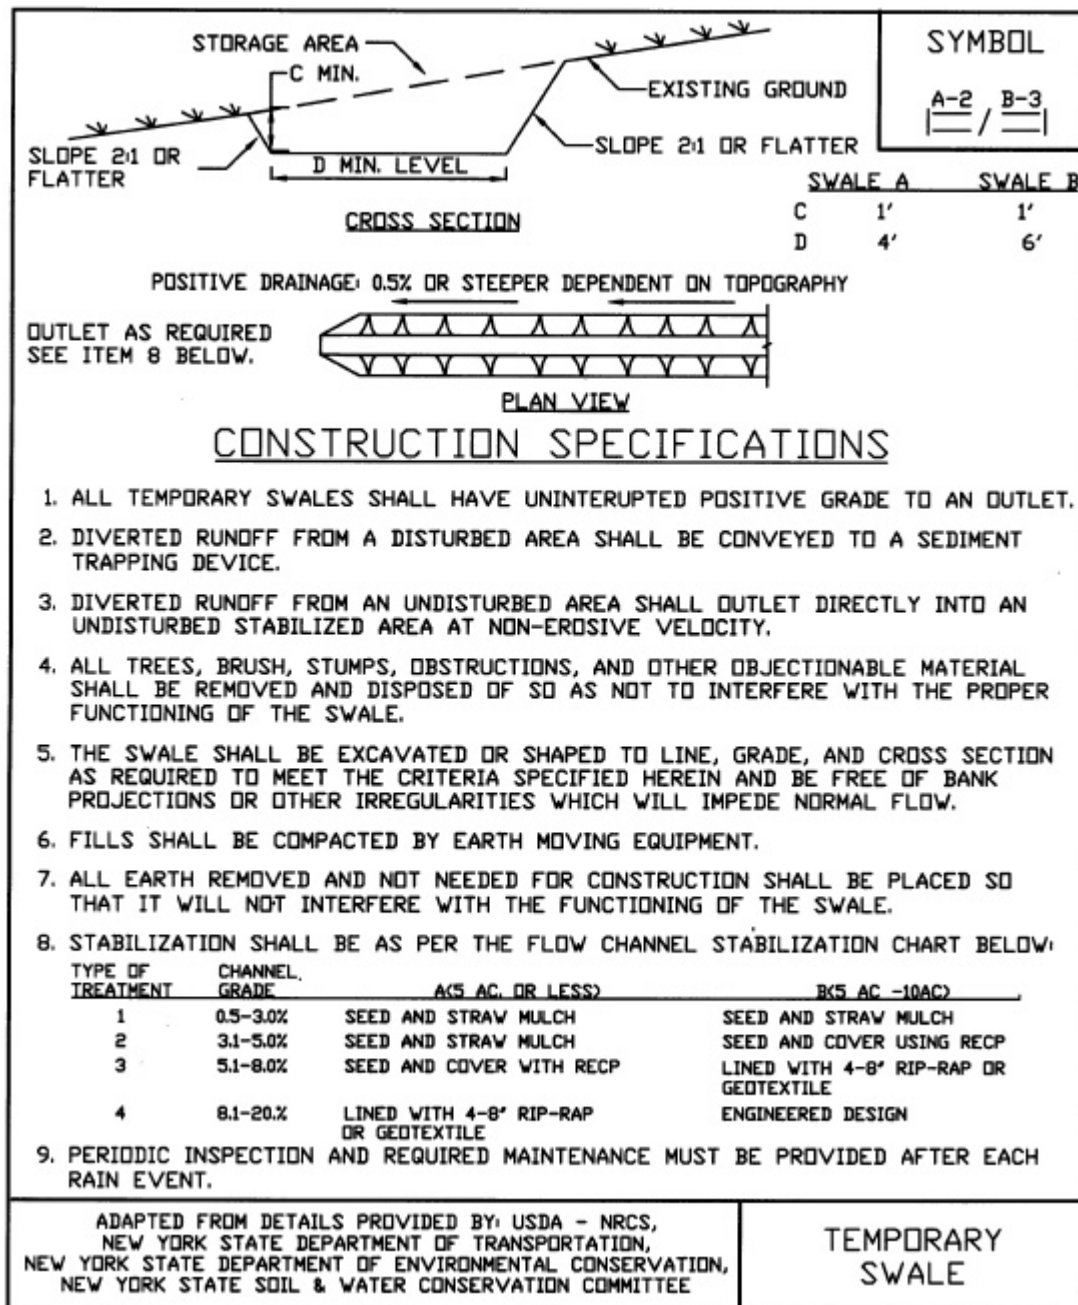 STORAGE AREA
C MIN.
EXISTING GROUND
SLOPE 2:1 OR
FLATTER
D MIN. LEVEL
SLOPE 2:1 OR FLATTER
CROSS SECTION
SYMBOL
A-2 / B-3
SWALE A SWALE B
C 1' 1'
D 4' 6'
POSITIVE DRAINAGE: 0.5% OR STEEPER DEPENDENT ON TOPOGRAPHY
OUTLET AS REQUIRED
SEE ITEM 8 BELOW.
PLAN VIEW
CONSTRUCTION SPECIFICATIONS
1. ALL TEMPORARY SWALES SHALL HAVE UNINTERUPTED POSITIVE GRADE TO AN OUTLET.
2. DIVERTED RUNOFF FROM A DISTURBED AREA SHALL BE CONVEYED TO A SEDIMENT
TRAPPING DEVICE.
3. DIVERTED RUNOFF FROM AN UNDISTURBED AREA SHALL OUTLET DIRECTLY INTO AN
UNDISTURBED STABILIZED AREA AT NON-EROSIVE VELOCITY.
4. ALL TREES, BRUSH, STUMPS, OBSTRUCTIONS, AND OTHER OBJECTIONABLE MATERIAL
SHALL BE REMOVED AND DISPOSED OF SO AS NOT TO INTERFERE WITH THE PROPER
FUNCTIONING OF THE SWALE.
5. THE SWALE SHALL BE EXCAVATED OR SHAPED TO LINE, GRADE, AND CROSS SECTION
AS REQUIRED TO MEET THE CRITERIA SPECIFIED HEREIN AND BE FREE OF BANK
PROJECTIONS OR OTHER IRREGULARITIES WHICH WILL IMPEDE NORMAL FLOW.
6. FILLS SHALL BE COMPACTED BY EARTH MOVING EQUIPMENT.
7. ALL EARTH REMOVED AND NOT NEEDED FOR CONSTRUCTION SHALL BE PLACED SO
THAT IT WILL NOT INTERFERE WITH THE FUNCTIONING OF THE SWALE.
8. STABILIZATION SHALL BE AS PER THE FLOW CHANNEL STABILIZATION CHART BELOW:
TYPE OF CHANNEL
TREATMENT GRADE A(5 AC. OR LESS) B(5 AC -10AC)
1 0.5-3.0% SEED AND STRAW MULCH SEED AND STRAW MULCH
2 3.1-5.0% SEED AND STRAW MULCH SEED AND COVER USING RECP
3 5.1-8.0% SEED AND COVER WITH RECP LINED WITH 4-8" RIP-RAP OR
GEOTEXTILE
4 8.1-20.% LINED WITH 4-8" RIP-RAP ENGINEERED DESIGN
OR GEOTEXTILE
9. PERIODIC INSPECTION AND REQUIRED MAINTENANCE MUST BE PROVIDED AFTER EACH
RAIN EVENT.
ADAPTED FROM DETAILS PROVIDED BY: USDA - NRCS,
NEW YORK STATE DEPARTMENT OF TRANSPORTATION,
NEW YORK STATE DEPARTMENT OF ENVIRONMENTAL CONSERVATION,
NEW YORK STATE SOIL & WATER CONSERVATION COMMITTEE
TEMPORARY
SWALE